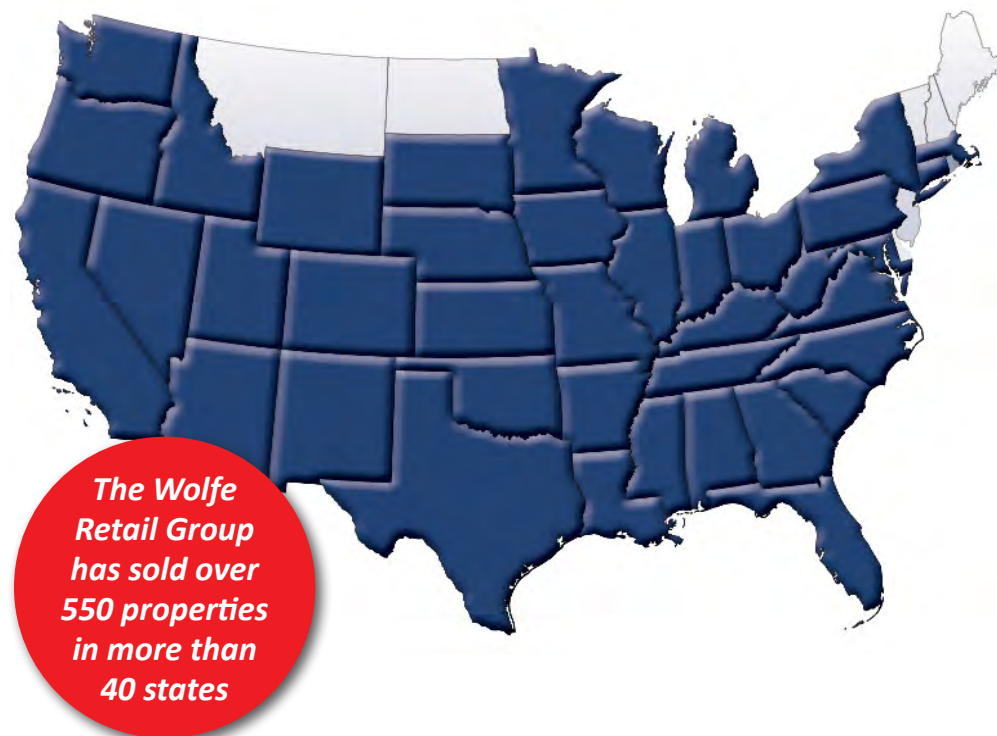 The Wolfe
Retail Group
has sold over
550 properties
in more than
40 states